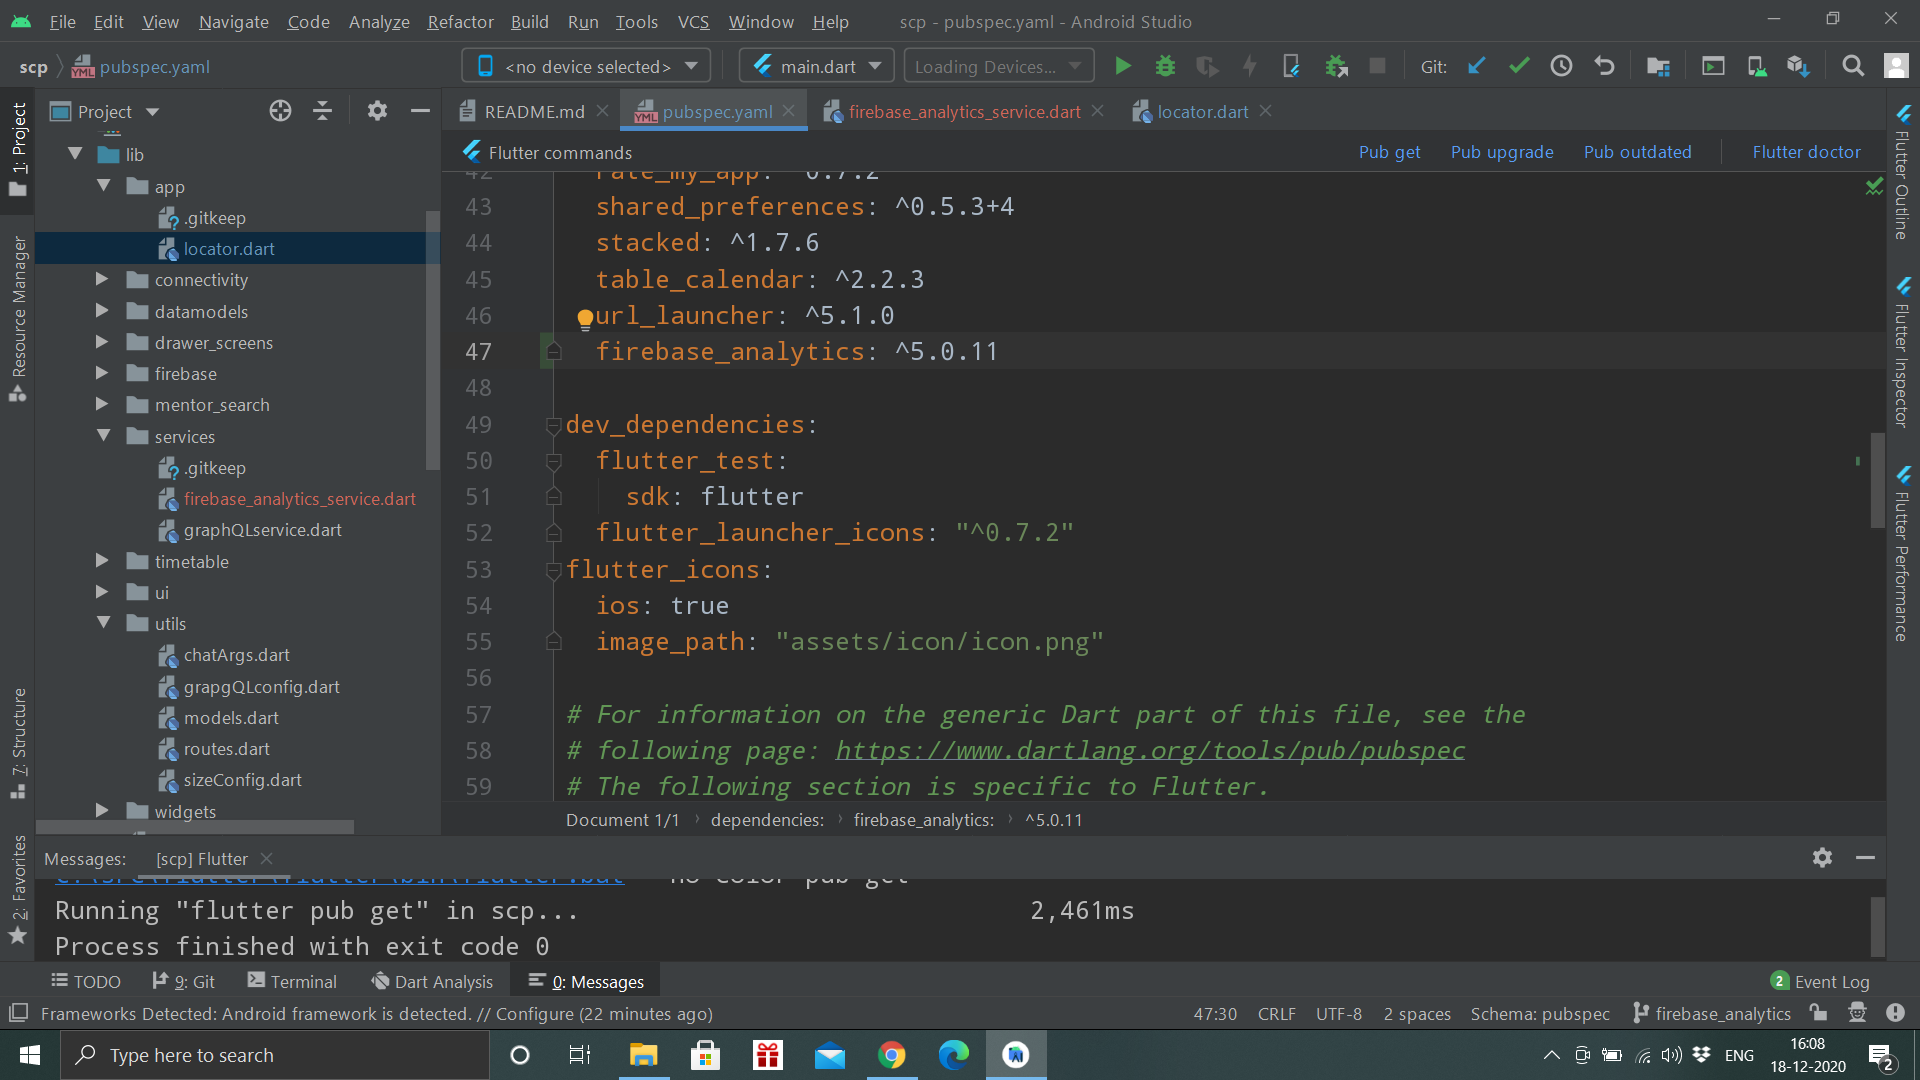 File Edit View Navigate Code Analyze Refactor Build Run Tools VCS Window Help scp - pubspec.yaml - Android Studio
scp pubspec.yaml <no device selected> main.dart Loading Devices... Git:
Project README.md pubspec.yaml firebase_analytics_service.dart locator.dart
Flutter commands Pub get Pub upgrade Pub outdated Flutter doctor
1: Project
Resource Manager
7: Structure
2: Favorites
lib
app
.gitkeep
locator.dart
connectivity
datamodels
drawer_screens
firebase
mentor_search
services
.gitkeep
firebase_analytics_service.dart
graphQLservice.dart
timetable
ui
utils
chatArgs.dart
grapgQLconfig.dart
models.dart
routes.dart
sizeConfig.dart
widgets
42 rate_my_app: ^0.7.2
43 shared_preferences: ^0.5.3+4
44 stacked: ^1.7.6
45 table_calendar: ^2.2.3
46 url_launcher: ^5.1.0
47 firebase_analytics: ^5.0.11
48
49 dev_dependencies:
50 flutter_test:
51 sdk: flutter
52 flutter_launcher_icons: "^0.7.2"
53 flutter_icons:
54 ios: true
55 image_path: "assets/icon/icon.png"
56
57 # For information on the generic Dart part of this file, see the
58 # following page: https://www.dartlang.org/tools/pub/pubspec
59 # The following section is specific to Flutter.
Document 1/1 dependencies: firebase_analytics: ^5.0.11
Flutter Outline
Flutter Inspector
Flutter Performance
Messages: [scp] Flutter
C:\src\flutter\flutter\bin\flutter.bat --no-color pub get
Running "flutter pub get" in scp... 2,461ms
Process finished with exit code 0
TODO 9: Git Terminal Dart Analysis 0: Messages 2 Event Log
Frameworks Detected: Android framework is detected. // Configure (22 minutes ago) 47:30 CRLF UTF-8 2 spaces Schema: pubspec firebase_analytics
Type here to search ENG 16:08
18-12-2020 2